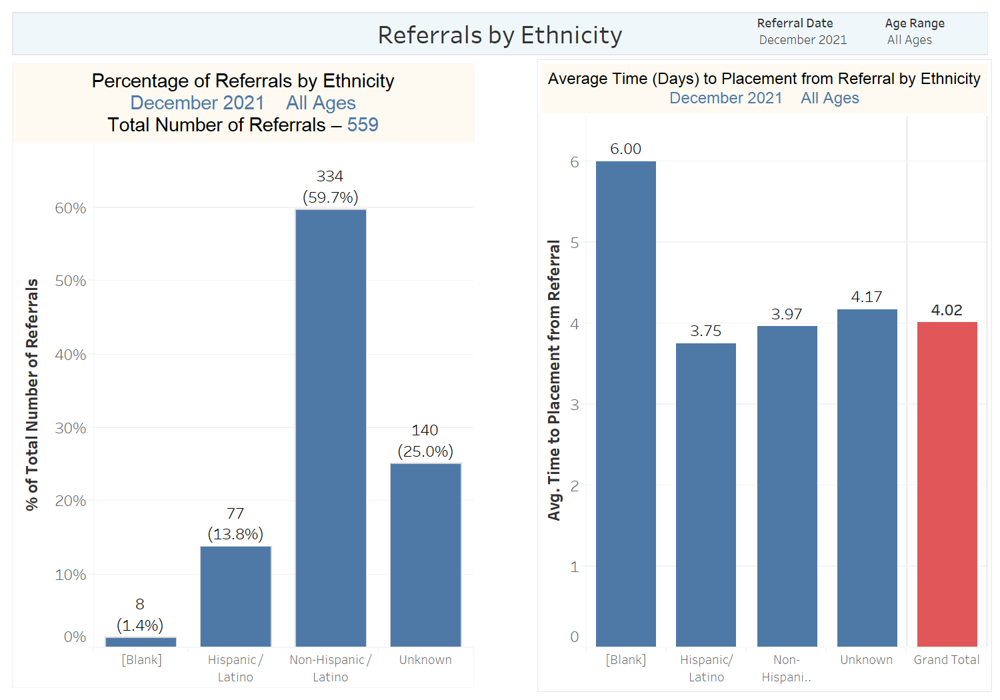 Referrals by Ethnicity
Referral Date
December 2021
Age Range
All Ages
Percentage of Referrals by Ethnicity
December 2021 All Ages
Total Number of Referrals – 559
% of Total Number of Referrals
60%
50%
40%
30%
20%
10%
0%
8
(1.4%)
77
(13.8%)
334
(59.7%)
140
(25.0%)
[Blank]
Hispanic/
Latino
Non-Hispanic/
Latino
Unknown
Average Time (Days) to Placement from Referral by Ethnicity
December 2021 All Ages
Avg. Time to Placement from Referral
6
5
4
3
2
1
0
6.00
3.75
3.97
4.17
4.02
[Blank]
Hispanic/
Latino
Non-
Hispani..
Unknown
Grand Total